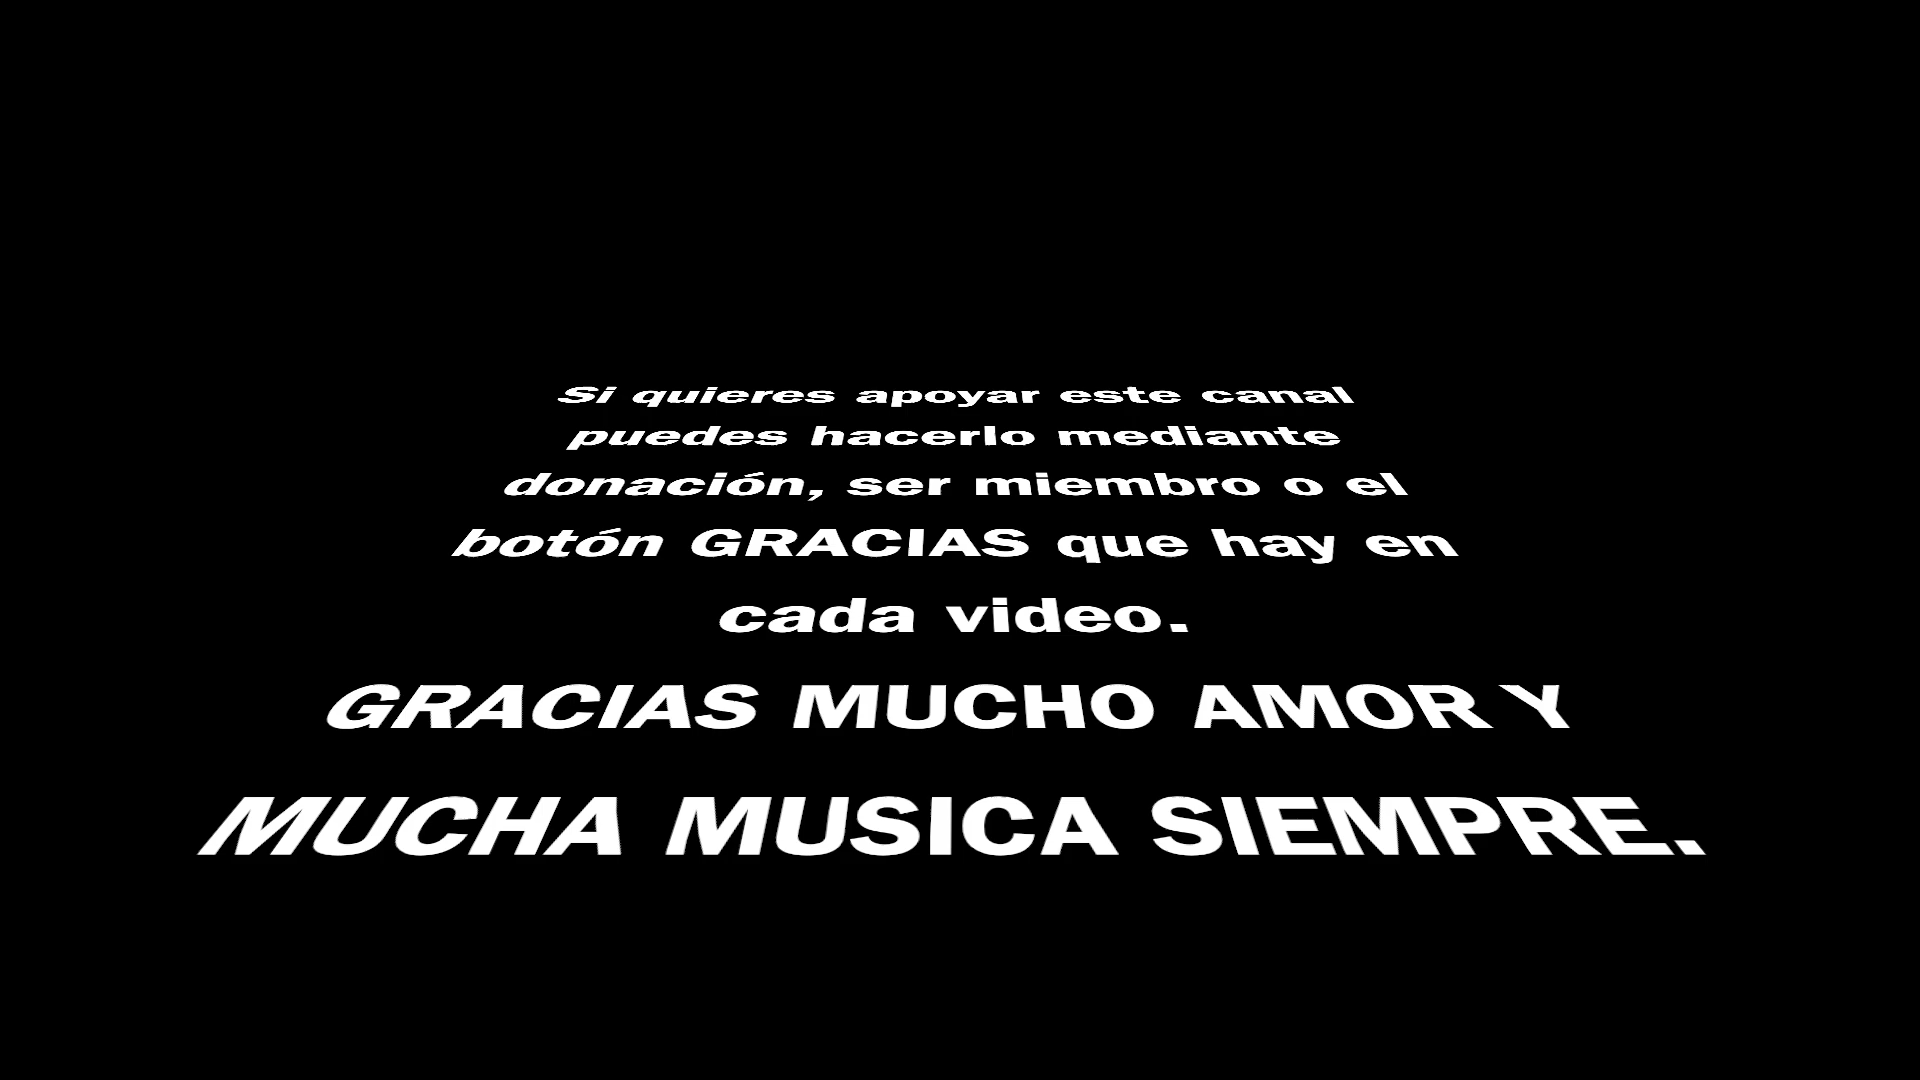 Si quieres apoyar este canal
puedes hacerlo mediante
donación, ser miembro o el
botón GRACIAS que hay en
cada video.
GRACIAS MUCHO AMOR Y
MUCHA MUSICA SIEMPRE.